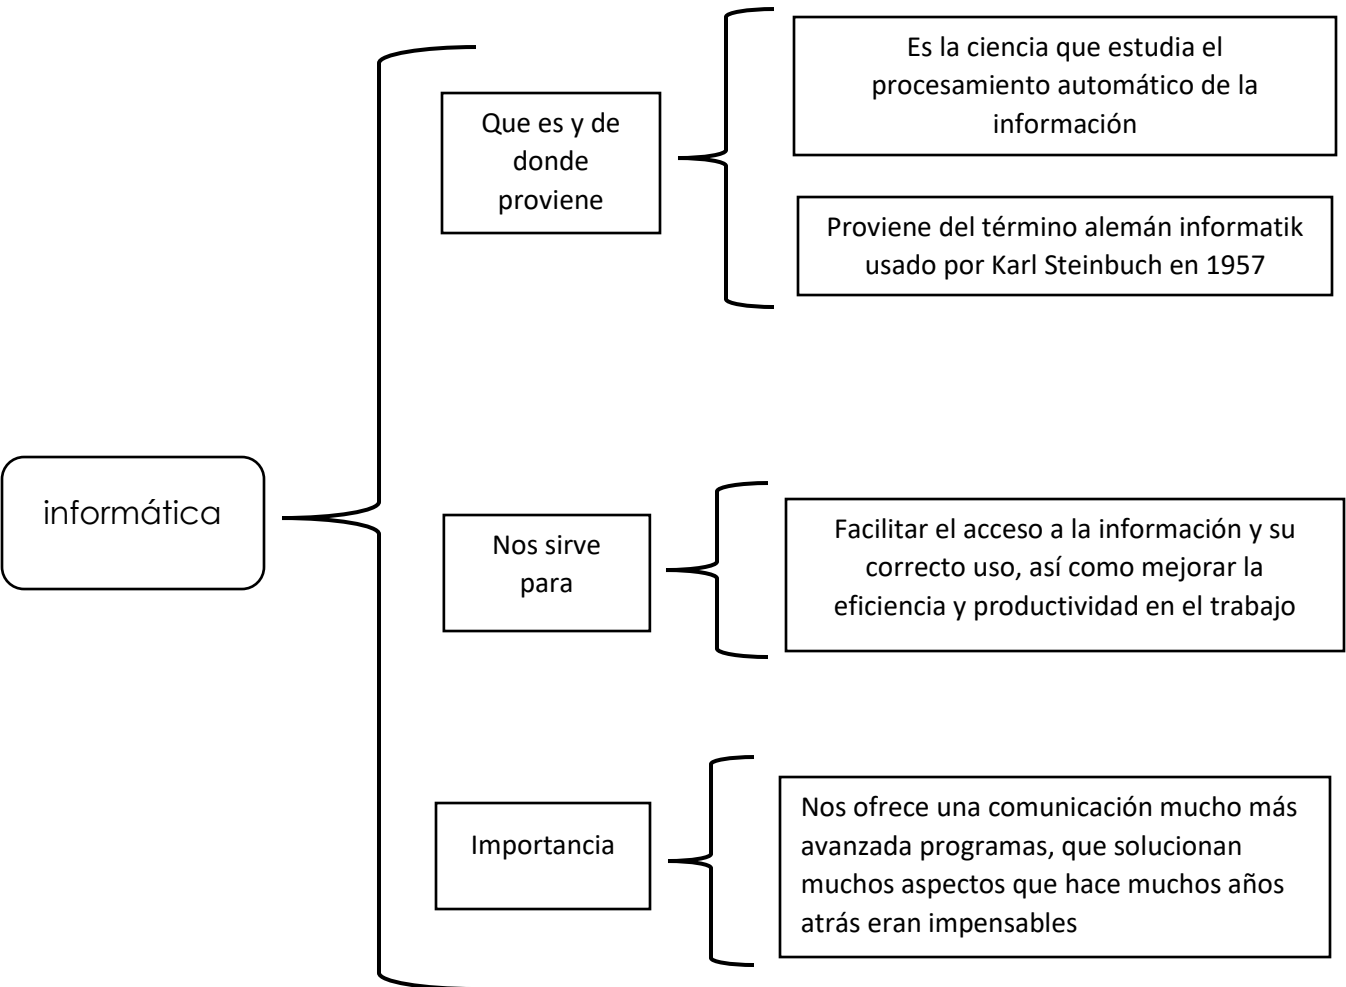 informática
Que es y de
donde
proviene
Es la ciencia que estudia el
procesamiento automático de la
información
Proviene del término alemán informatik
usado por Karl Steinbuch en 1957
Nos sirve
para
Facilitar el acceso a la información y su
correcto uso, así como mejorar la
eficiencia y productividad en el trabajo
Importancia
Nos ofrece una comunicación mucho más
avanzada programas, que solucionan
muchos aspectos que hace muchos años
atrás eran impensables